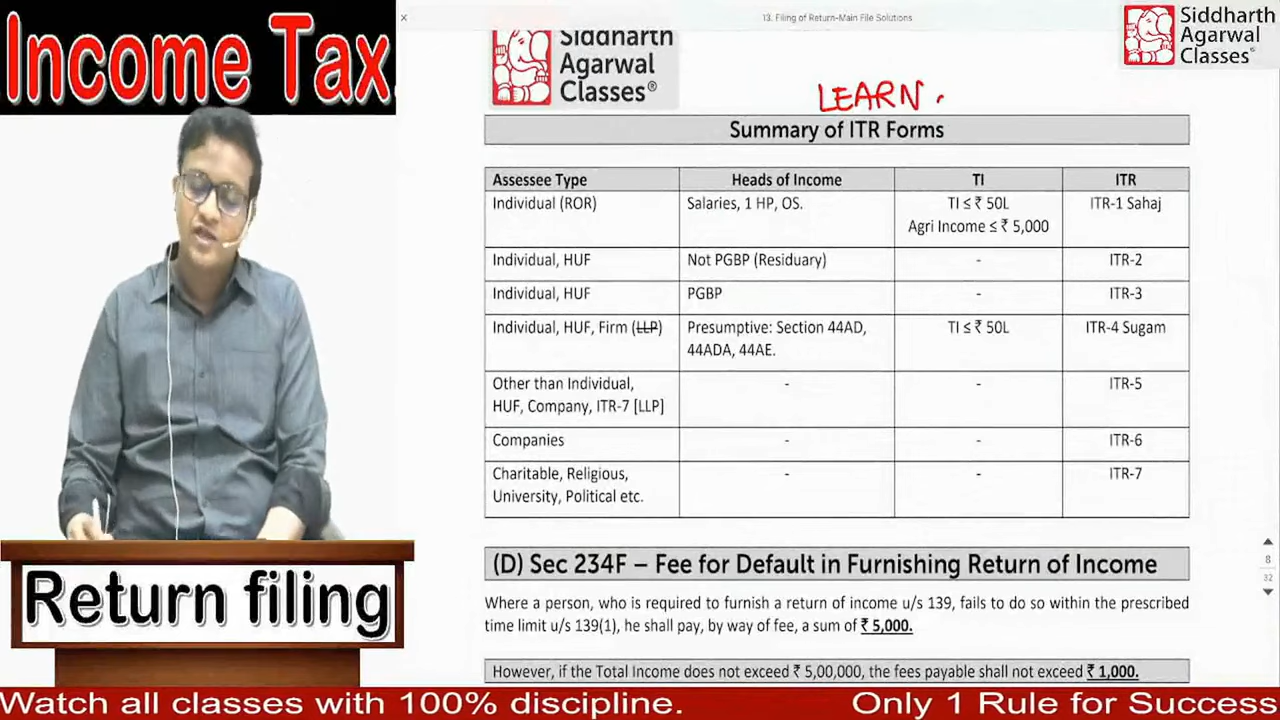 Income Tax
13. Filing of Return-Main File Solutions
Siddharth
Agarwal
Classes®
Siddharth
Agarwal
Classes®
LEARN.
Summary of ITR Forms
Assessee Type Heads of Income TI ITR
Individual (ROR) Salaries, 1 HP, OS. TI ≤ ₹ 50L ITR-1 Sahaj
Agri Income ≤ ₹ 5,000
Individual, HUF Not PGBP (Residuary) - ITR-2
Individual, HUF PGBP - ITR-3
Individual, HUF, Firm (LLP) Presumptive: Section 44AD, TI ≤ ₹ 50L ITR-4 Sugam
44ADA, 44AE.
Other than Individual, - - ITR-5
HUF, Company, ITR-7 [LLP]
Companies - - ITR-6
Charitable, Religious, - - ITR-7
University, Political etc.
(D) Sec 234F – Fee for Default in Furnishing Return of Income
Where a person, who is required to furnish a return of income u/s 139, fails to do so within the prescribed
time limit u/s 139(1), he shall pay, by way of fee, a sum of ₹ 5,000.
However, if the Total Income does not exceed ₹ 5,00,000, the fees payable shall not exceed ₹ 1,000.
8
32
Return filing
Watch all classes with 100% discipline. Only 1 Rule for Success